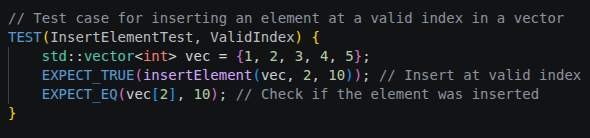 // Test case for inserting an element at a valid index in a vector
TEST(InsertElementTest, ValidIndex) {
    std::vector<int> vec = {1, 2, 3, 4, 5};
    EXPECT_TRUE(insertElement(vec, 2, 10)); // Insert at valid index
    EXPECT_EQ(vec[2], 10); // Check if the element was inserted
}